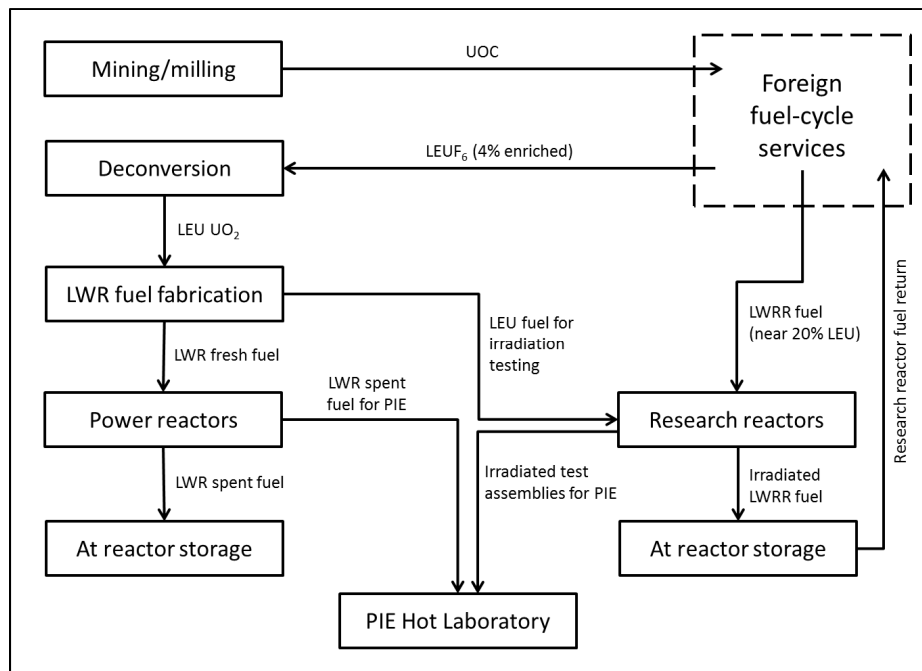 Mining/milling
UOC
Foreign
fuel-cycle
services
Deconversion
LEUF₆ (4% enriched)
LEU UO₂
LWR fuel fabrication
LEU fuel for
irradiation
testing
LWRR fuel
(near 20% LEU)
Research reactor fuel return
LWR fresh fuel
LWR spent
fuel for PIE
Power reactors
Research reactors
LWR spent fuel
Irradiated test
assemblies for PIE
Irradiated
LWRR fuel
At reactor storage
At reactor storage
PIE Hot Laboratory